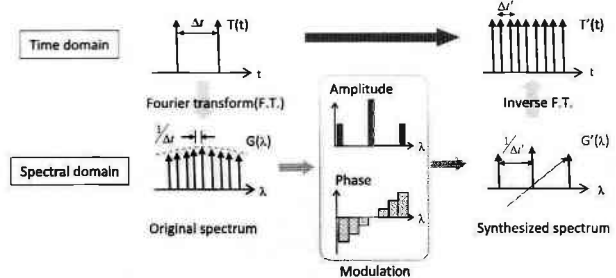 Time domain
Δt
T(t)
t
Δt'
T'(t)
t
Fourier transform(F.T.)
Inverse F.T.
Spectral domain
1/Δt
G(λ)
λ
Original spectrum
Amplitude
λ
Phase
λ
Modulation
1/Δt'
G'(λ)
λ
Synthesized spectrum